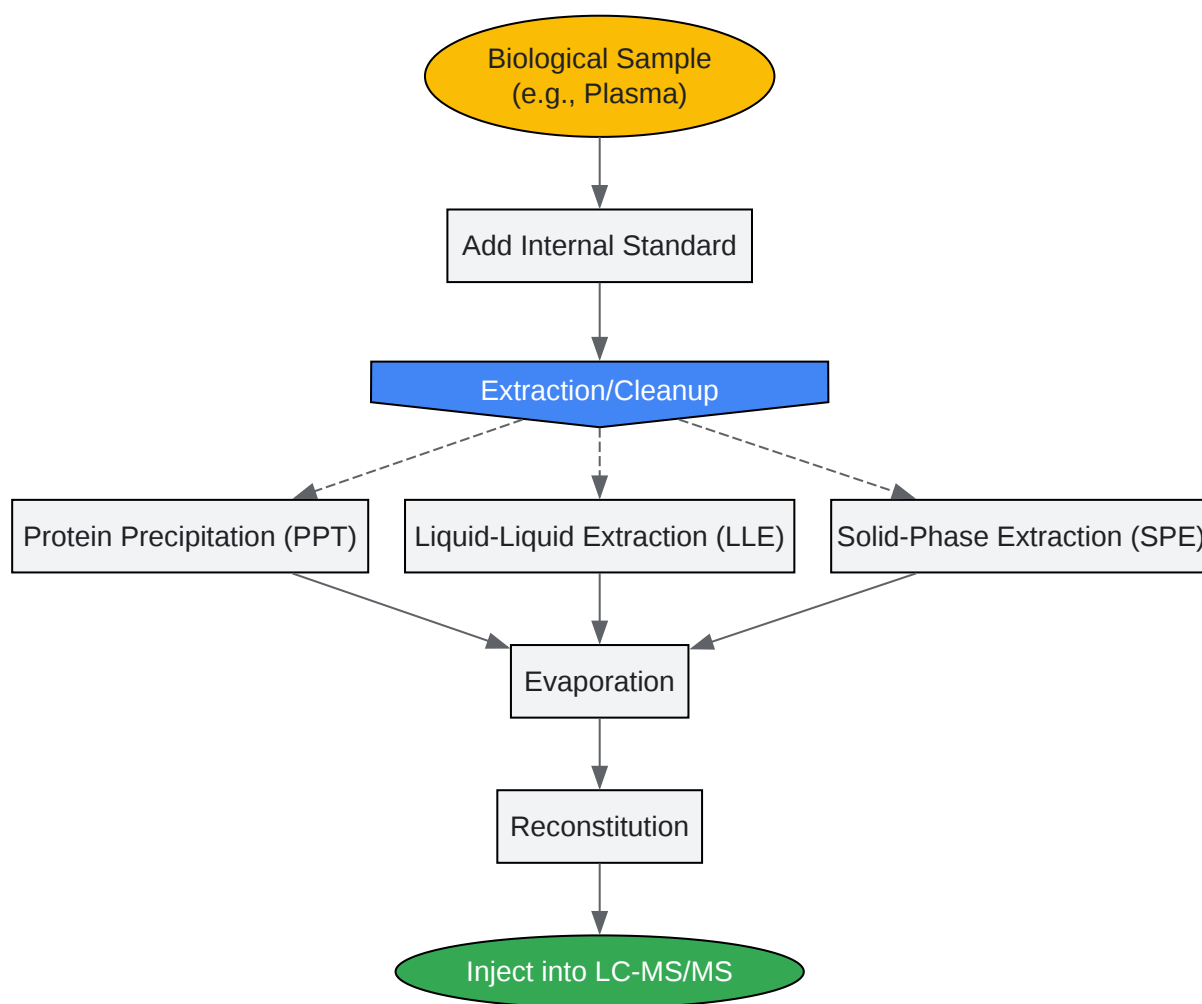 Biological Sample
(e.g., Plasma)
Add Internal Standard
Extraction/Cleanup
Protein Precipitation (PPT)
Liquid-Liquid Extraction (LLE)
Solid-Phase Extraction (SPE)
Evaporation
Reconstitution
Inject into LC-MS/MS